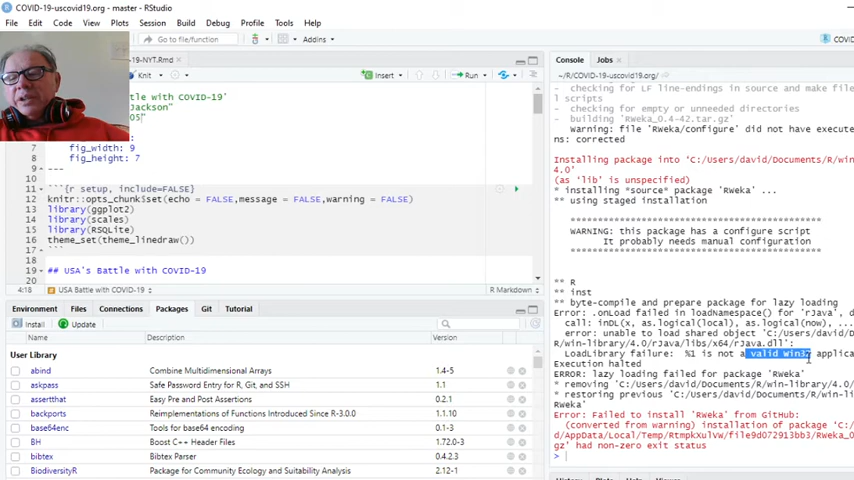 COVID-19-uscovid19.org - master - RStudio
File Edit Code View Plots Session Build Debug Profile Tools Help
Go to file/function Addins COVID
-19-NYT.Rmd
Knit Insert Run
ttle with COVID-19'
Jackson"
OS"
7 fig_width: 9
8 fig_height: 7
9 ---
10
11 ```{r setup, include=FALSE}
12 knitr::opts_chunk$set(echo = FALSE,message = FALSE,warning = FALSE)
13 library(ggplot2)
14 library(scales)
15 library(RSQLite)
16 theme_set(theme_linedraw())
17 ```
18
19 ## USA's Battle with COVID-19
20
4:18 USA Battle with COVID-19 R Markdown
Environment Files Connections Packages Git Tutorial
Install Update
Name Description Version
User Library
abind Combine Multidimensional Arrays 1.4-5
askpass Safe Password Entry for R, Git, and SSH 1.1
assertthat Easy Pre and Post Assertions 0.2.1
backports Reimplementations of Functions Introduced Since R-3.0.0 1.1.10
base64enc Tools for base64 encoding 0.1-3
BH Boost C++ Header Files 1.72.0-3
bibtex Bibtex Parser 0.4.2.3
BiodiversityR Package for Community Ecology and Suitability Analysis 2.12-1
Console Jobs
~/R/COVID-19-uscovid19.org/
- checking for LF line-endings in source and make fil
l scripts
- checking for empty or unneeded directories
- building 'RWeka_0.4-42.tar.gz'
Warning: file 'RWeka/configure' did not have execute
ns: corrected
Installing package into 'C:/Users/david/Documents/R/win-l
4.0'
(as 'lib' is unspecified)
* installing *source* package 'RWeka' ...
** using staged installation
WARNING: this package has a configure script
It probably needs manual configuration
** R
** inst
** byte-compile and prepare package for lazy loading
Error: .onLoad failed in loadNamespace() for 'rJava', d
call: inDL(x, as.logical(local), as.logical(now), ...
error: unable to load shared object 'C:/Users/david/Doc
R/win-library/4.0/rJava/libs/x64/rJava.dll':
LoadLibrary failure: %1 is not a valid Win32 applica
Execution halted
ERROR: lazy loading failed for package 'RWeka'
* removing 'C:/Users/david/Documents/R/win-library/4.0/
* restoring previous 'C:/Users/david/Documents/R/win-li
RWeka'
Error: Failed to install 'RWeka' from GitHub:
(converted from warning) installation of package 'C:/
d/AppData/Local/Temp/RtmpkXulVW/file9d072913bb3/RWeka_0
gz' had non-zero exit status
>